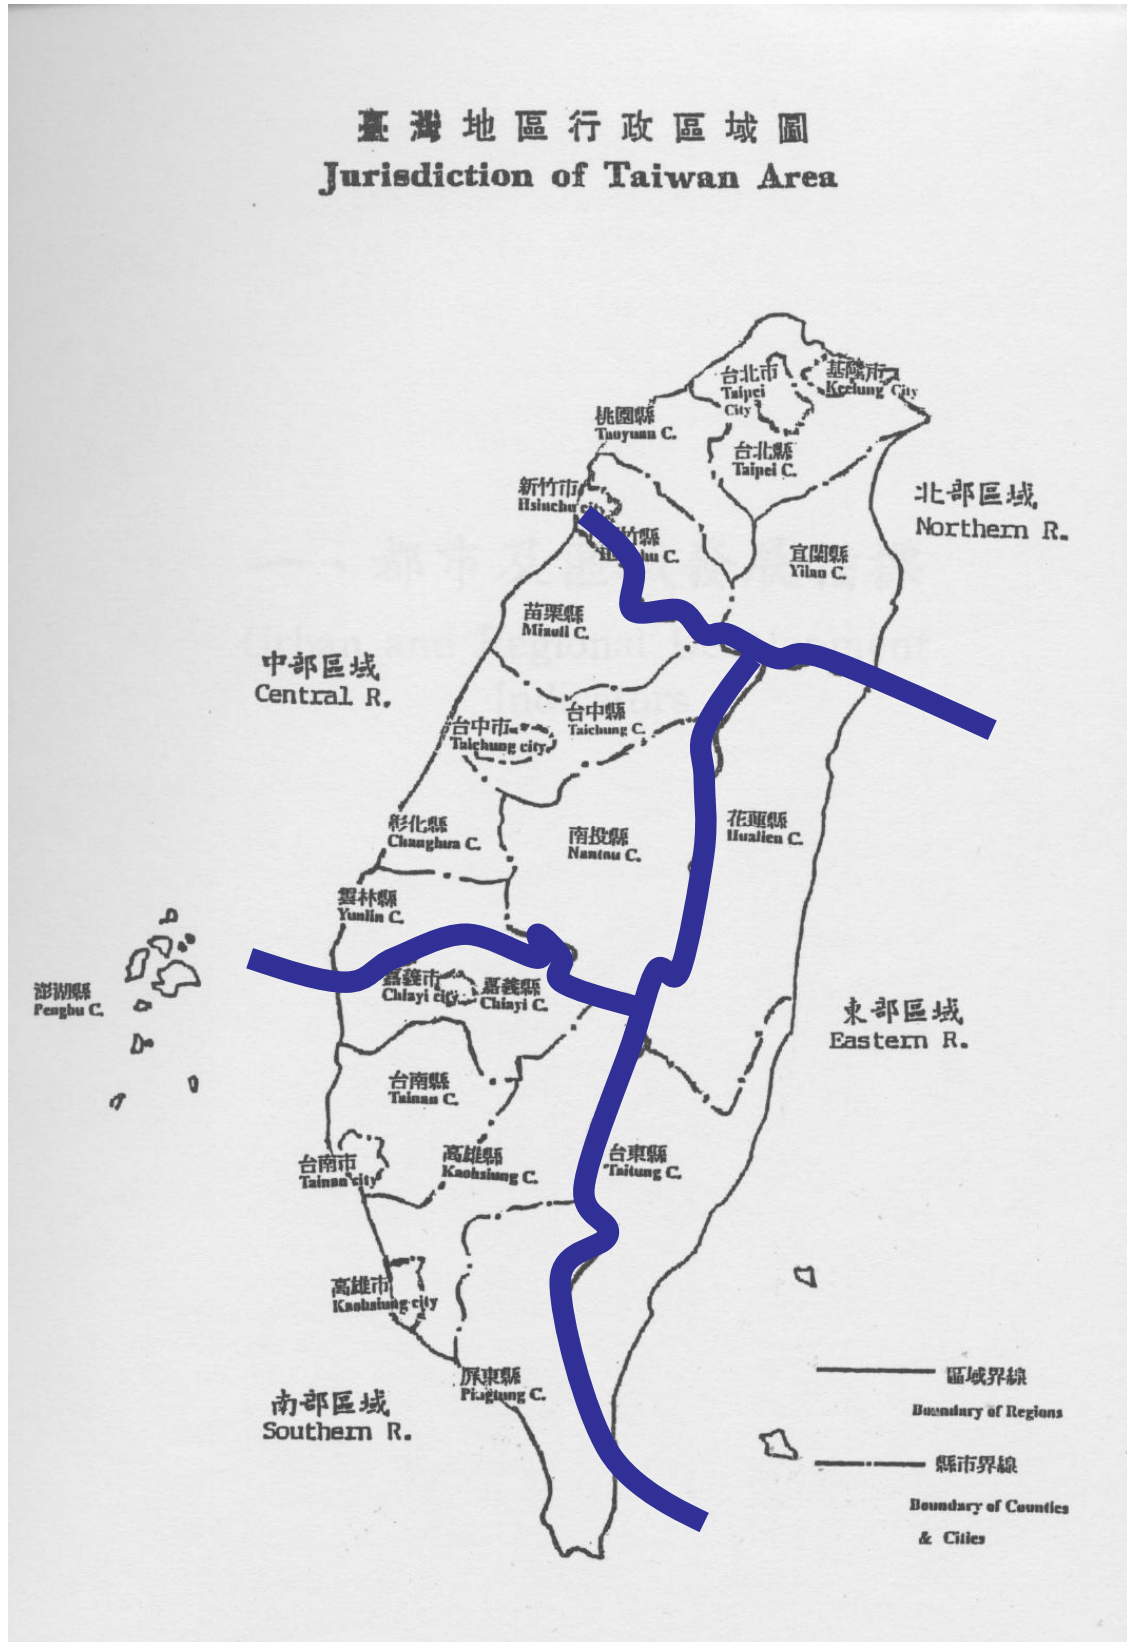 臺灣地區行政區域圖
Jurisdiction of Taiwan Area
台北市
Taipei
City
基隆市
Keelung City
桃園縣
Taoyuan C.
台北縣
Taipei C.
新竹市
Hsinchu city
北部區域
Northern R.
竹縣
hu C.
宜蘭縣
Yilan C.
苗栗縣
Miaoli C.
中部區域
Central R.
台中縣
Taichung C.
台中市
Taichung city
彰化縣
Changhua C.
南投縣
Nantou C.
花蓮縣
Hualien C.
雲林縣
Yunlin C.
澎湖縣
Penghu C.
嘉義市
Chiayi city
嘉義縣
Chiayi C.
東部區域
Eastern R.
台南縣
Tainan C.
台南市
Tainan city
高雄縣
Kaohsiung C.
台東縣
Taitung C.
高雄市
Kaohsiung city
屏東縣
Pingtung C.
南部區域
Southern R.
區域界線
Boundary of Regions
縣市界線
Boundary of Counties
& Cities